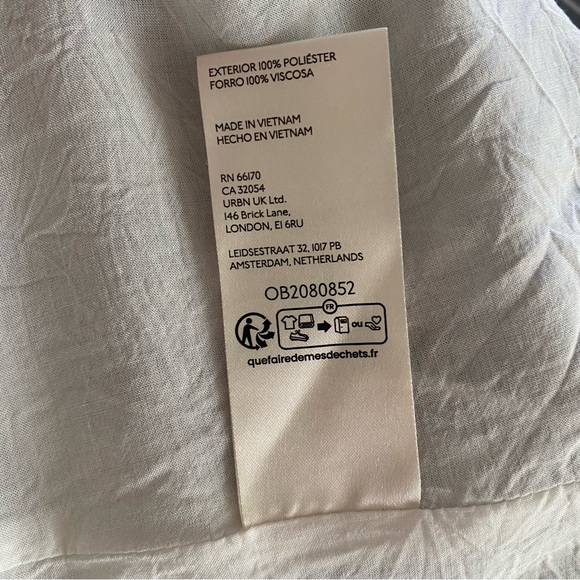 EXTERIOR 100% POLIÉSTER
FORRO 100% VISCOSA
MADE IN VIETNAM
HECHO EN VIETNAM
RN 66170
CA 32054
URBN UK Ltd.
146 Brick Lane,
LONDON, E1 6RU
LEIDSESTRAAT 32, 1017 PB
AMSTERDAM, NETHERLANDS
OB2080852
FR
ou
quefairedemesdechets.fr